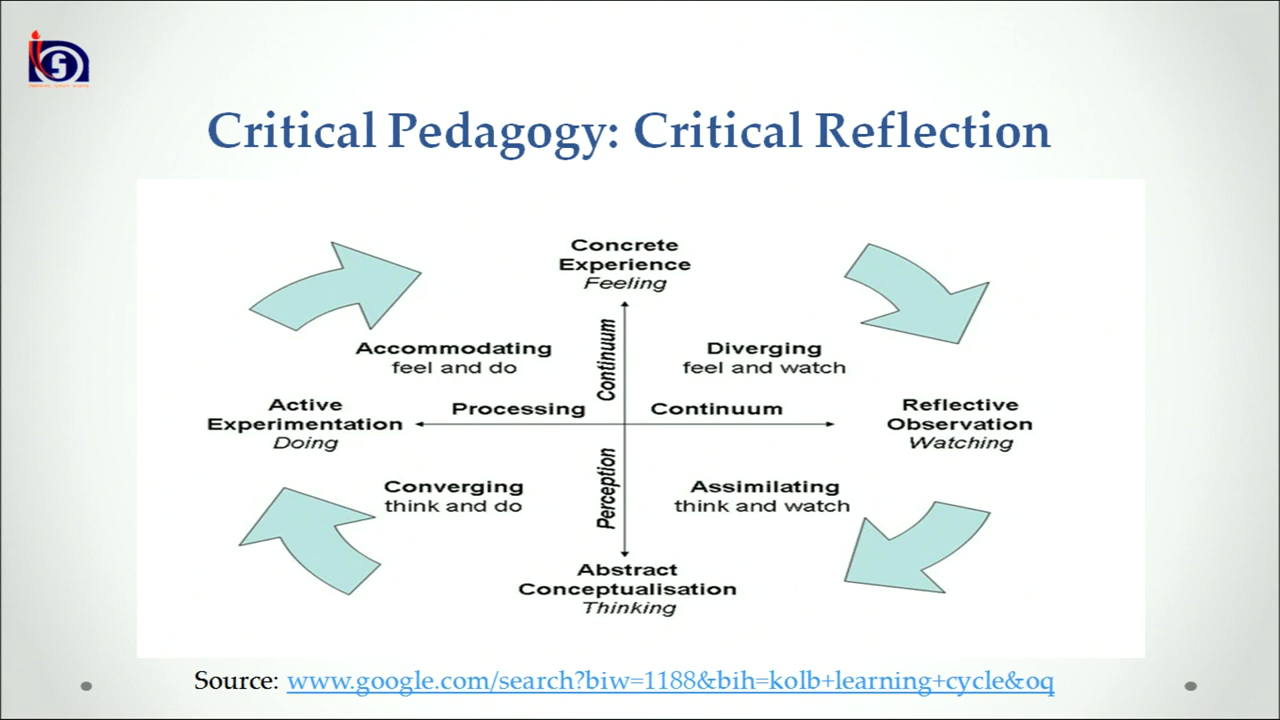 Critical Pedagogy: Critical Reflection
Concrete
Experience
Feeling
Continuum
Accommodating
feel and do
Diverging
feel and watch
Active
Experimentation
Doing
Processing
Continuum
Reflective
Observation
Watching
Converging
think and do
Perception
Assimilating
think and watch
Abstract
Conceptualisation
Thinking
Source: www.google.com/search?biw=1188&bih=kolb+learning+cycle&oq